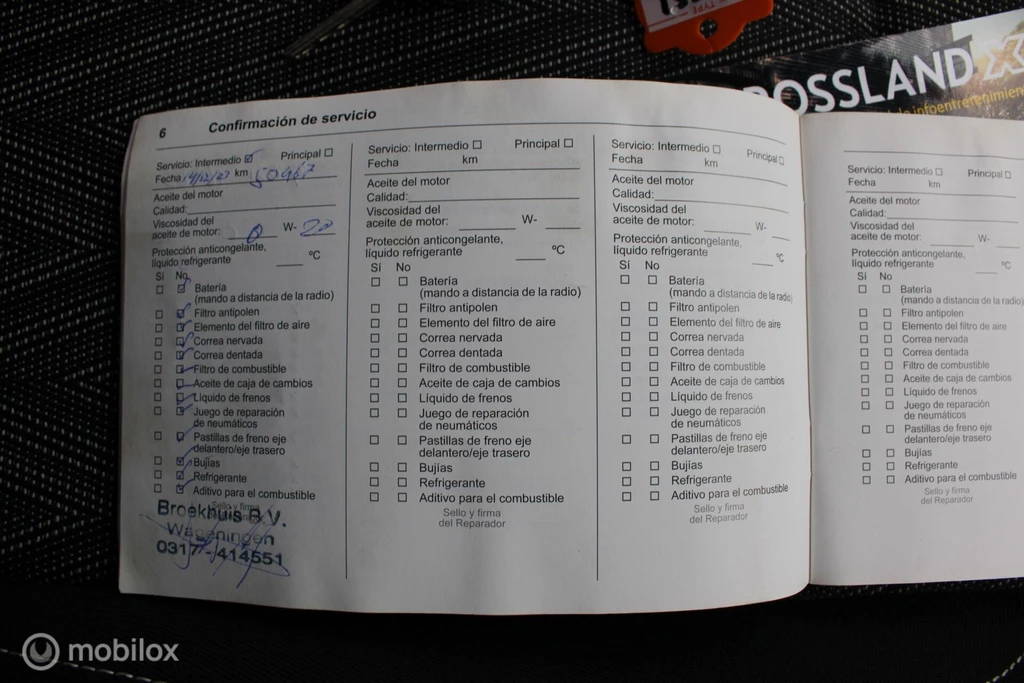 TYPE
ROSSLAND X
infoentretenimien
6 Confirmación de servicio
Servicio: Intermedio ☑ Principal ☐
Fecha km
Aceite del motor
Calidad:
Viscosidad del
aceite de motor: 0 W- 20
Protección anticongelante,
líquido refrigerante °C
Sí No
Batería
(mando a distancia de la radio)
Filtro antipolen
Elemento del filtro de aire
Correa nervada
Correa dentada
Filtro de combustible
Aceite de caja de cambios
Líquido de frenos
Juego de reparación
de neumáticos
Pastillas de freno eje
delantero/eje trasero
Bujías
Refrigerante
Aditivo para el combustible
Sello y firma
Broekhuis B.V.
Wageningen
0317 - 414551
Servicio: Intermedio ☐ Principal ☐
Fecha km
Aceite del motor
Calidad:
Viscosidad del
aceite de motor: W-
Protección anticongelante,
líquido refrigerante °C
Sí No
Batería
(mando a distancia de la radio)
Filtro antipolen
Elemento del filtro de aire
Correa nervada
Correa dentada
Filtro de combustible
Aceite de caja de cambios
Líquido de frenos
Juego de reparación
de neumáticos
Pastillas de freno eje
delantero/eje trasero
Bujías
Refrigerante
Aditivo para el combustible
Sello y firma
del Reparador
Servicio: Intermedio ☐ Principal ☐
Fecha km
Aceite del motor
Calidad:
Viscosidad del
aceite de motor: W-
Protección anticongelante,
líquido refrigerante °C
Sí No
Batería
(mando a distancia de la radio)
Filtro antipolen
Elemento del filtro de aire
Correa nervada
Correa dentada
Filtro de combustible
Aceite de caja de cambios
Líquido de frenos
Juego de reparación
de neumáticos
Pastillas de freno eje
delantero/eje trasero
Bujías
Refrigerante
Aditivo para el combustible
Sello y firma
del Reparador
Servicio: Intermedio ☐ Principal ☐
Fecha km
Aceite del motor
Calidad:
Viscosidad del
aceite de motor: W-
Protección anticongelante,
líquido refrigerante °C
Sí No
Batería
(mando a distancia de la radio)
Filtro antipolen
Elemento del filtro de aire
Correa nervada
Correa dentada
Filtro de combustible
Aceite de caja de cambios
Líquido de frenos
Juego de reparación
de neumáticos
Pastillas de freno eje
delantero/eje trasero
Bujías
Refrigerante
Aditivo para el combustible
Sello y firma
del Reparador
mobilox